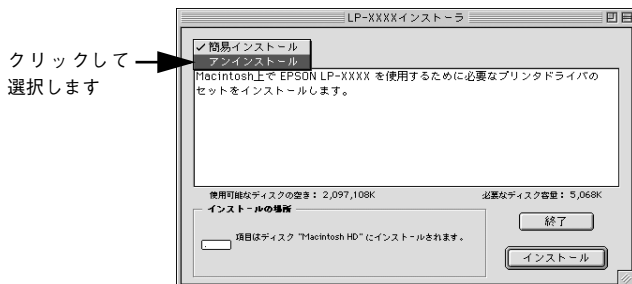 LP-XXXXインストーラ
簡易インストール
アンインストール
クリックして
選択します
Macintosh上で EPSON LP-XXXX を使用するために必要なプリンタドライバの
セットをインストールします。
使用可能なディスクの空き： 2,097,108K
必要なディスク容量： 5,068K
インストールの場所
項目はディスク "Macintosh HD" にインストールされます。
終了
インストール